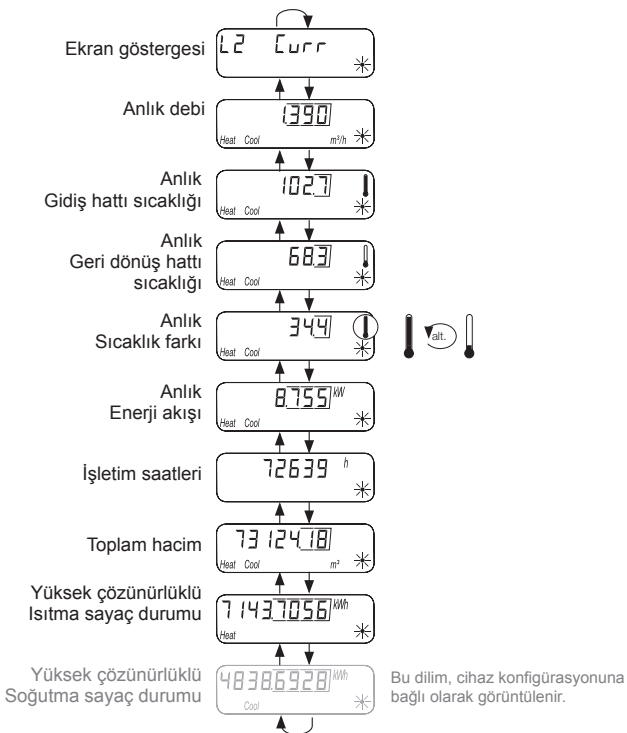 Ekran göstergesi
L2 Curr
Anlık debi
1.390
Heat Cool m³/h
Anlık
Gidiş hattı sıcaklığı
102.7
Heat Cool
Anlık
Geri dönüş hattı
sıcaklığı
68.3
Heat Cool
Anlık
Sıcaklık farkı
34.4
Heat Cool
alt.
Anlık
Enerji akışı
8.755 kW
Heat Cool
İşletim saatleri
72639 h
Toplam hacim
73124.18
Heat Cool m³
Yüksek çözünürlüklü
Isıtma sayaç durumu
7143.7056 kWh
Heat
Yüksek çözünürlüklü
Soğutma sayaç durumu
4838.6928 kWh
Cool
Bu dilim, cihaz konfigürasyonuna
bağlı olarak görüntülenir.